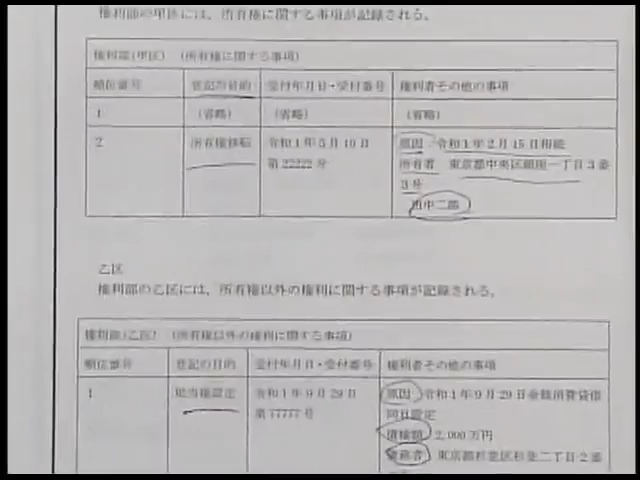 権利部の甲区には、所有権に関する事項が記録される。
権利部(甲区) (所有権に関する事項)
順位番号 登記の目的 受付年月日・受付番号 権利者その他の事項
1 (省略) (省略) (省略)
2 所有権移転 令和1年5月10日 原因 令和1年2月15日相続
第22222号 所有者 東京都中央区銀座一丁目3番
3号
田中二郎
乙区
権利部の乙区には、所有権以外の権利に関する事項が記録される。
権利部(乙区) (所有権以外の権利に関する事項)
順位番号 登記の目的 受付年月日・受付番号 権利者その他の事項
1 抵当権設定 令和1年9月29日 原因 令和1年9月29日金銭消費貸借
第77777号 同日設定
債権額 2,000万円
債務者 東京都杉並区杉並二丁目2番